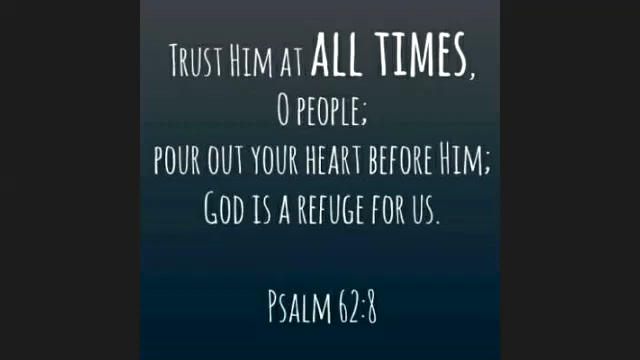 Trust Him at ALL TIMES,
O people;
pour out your heart before Him;
God is a refuge for us.
Psalm 62:8